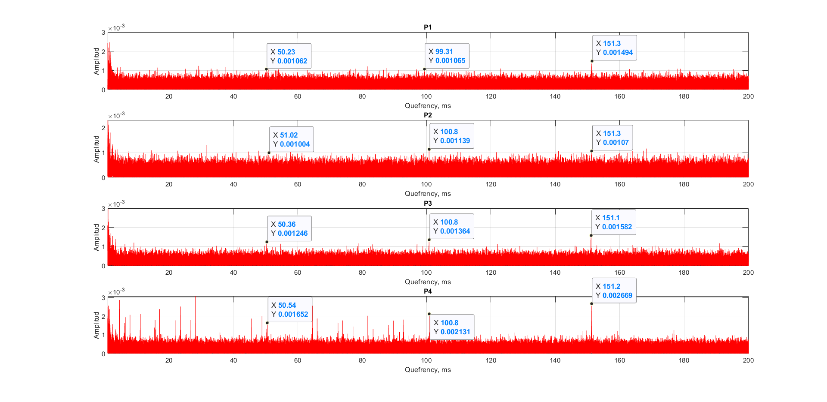 P1
×10⁻³
3
2
1
0
Amplitud
X 50.23
Y 0.001062
X 99.31
Y 0.001065
X 151.3
Y 0.001494
20 40 60 80 100 120 140 160 180 200
Quefrency, ms
P2
×10⁻³
2
1
0
Amplitud
X 51.02
Y 0.001004
X 100.8
Y 0.001139
X 151.3
Y 0.00107
20 40 60 80 100 120 140 160 180 200
Quefrency, ms
P3
×10⁻³
3
2
1
0
Amplitud
X 50.36
Y 0.001246
X 100.8
Y 0.001364
X 151.1
Y 0.001582
20 40 60 80 100 120 140 160 180 200
Quefrency, ms
P4
×10⁻³
3
2
1
0
Amplitud
X 50.54
Y 0.001652
X 100.8
Y 0.002131
X 151.2
Y 0.002669
20 40 60 80 100 120 140 160 180 200
Quefrency, ms